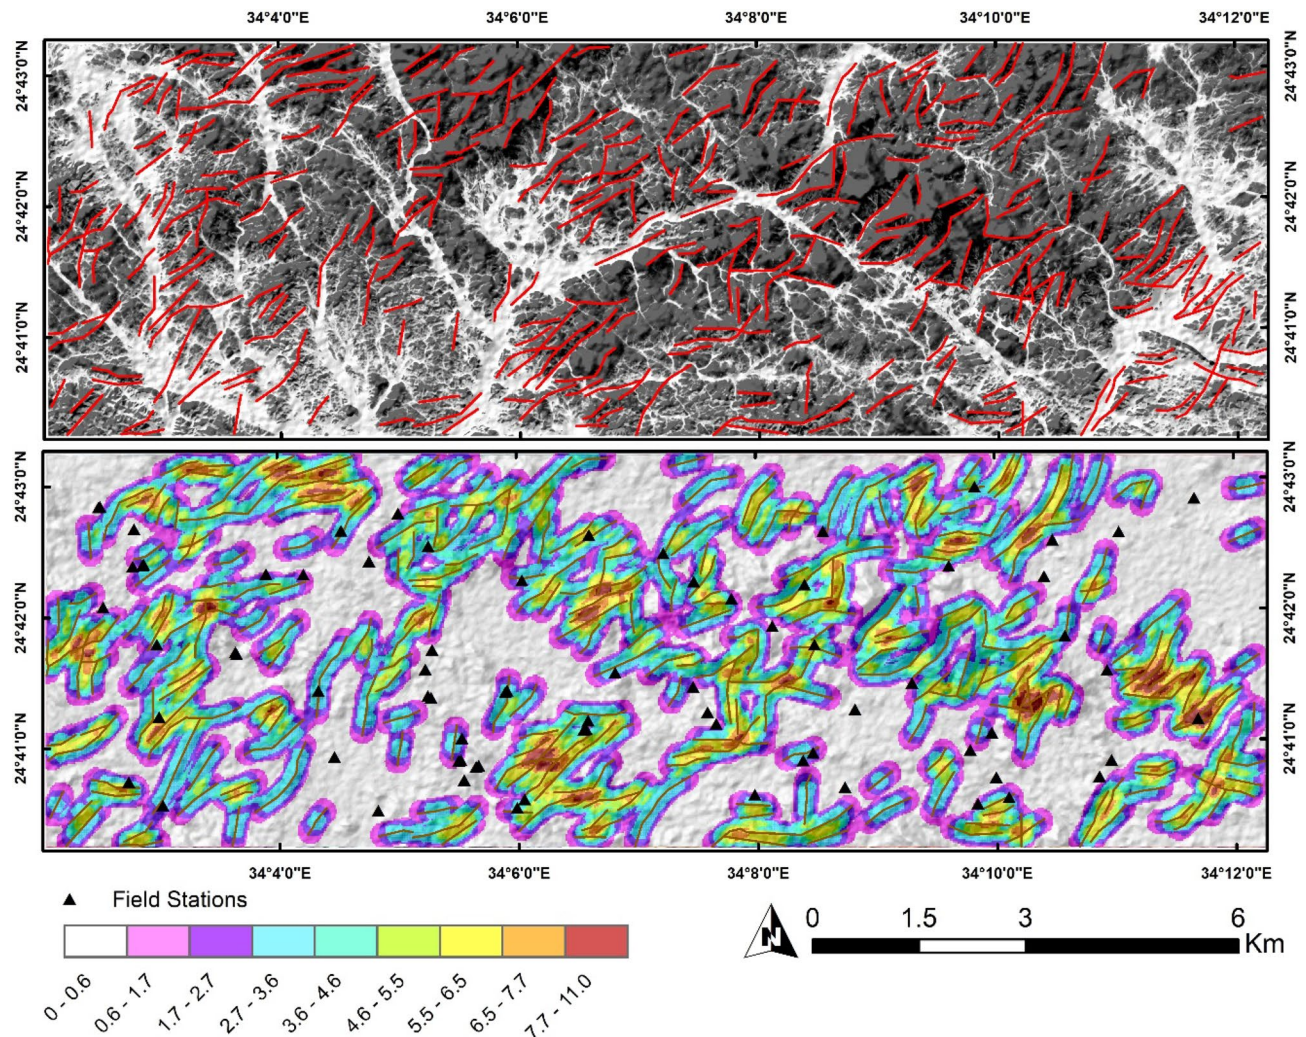 34°4'0"E 34°6'0"E 34°8'0"E 34°10'0"E 34°12'0"E
24°43'0"N 24°43'0"N
24°42'0"N 24°42'0"N
24°41'0"N 24°41'0"N
24°43'0"N 24°43'0"N
24°42'0"N 24°42'0"N
24°41'0"N 24°41'0"N
34°4'0"E 34°6'0"E 34°8'0"E 34°10'0"E 34°12'0"E
Field Stations
0 - 0.6
0.6 - 1.7
1.7 - 2.7
2.7 - 3.6
3.6 - 4.6
4.6 - 5.5
5.5 - 6.5
6.5 - 7.7
7.7 - 11.0
N
0 1.5 3 6
Km